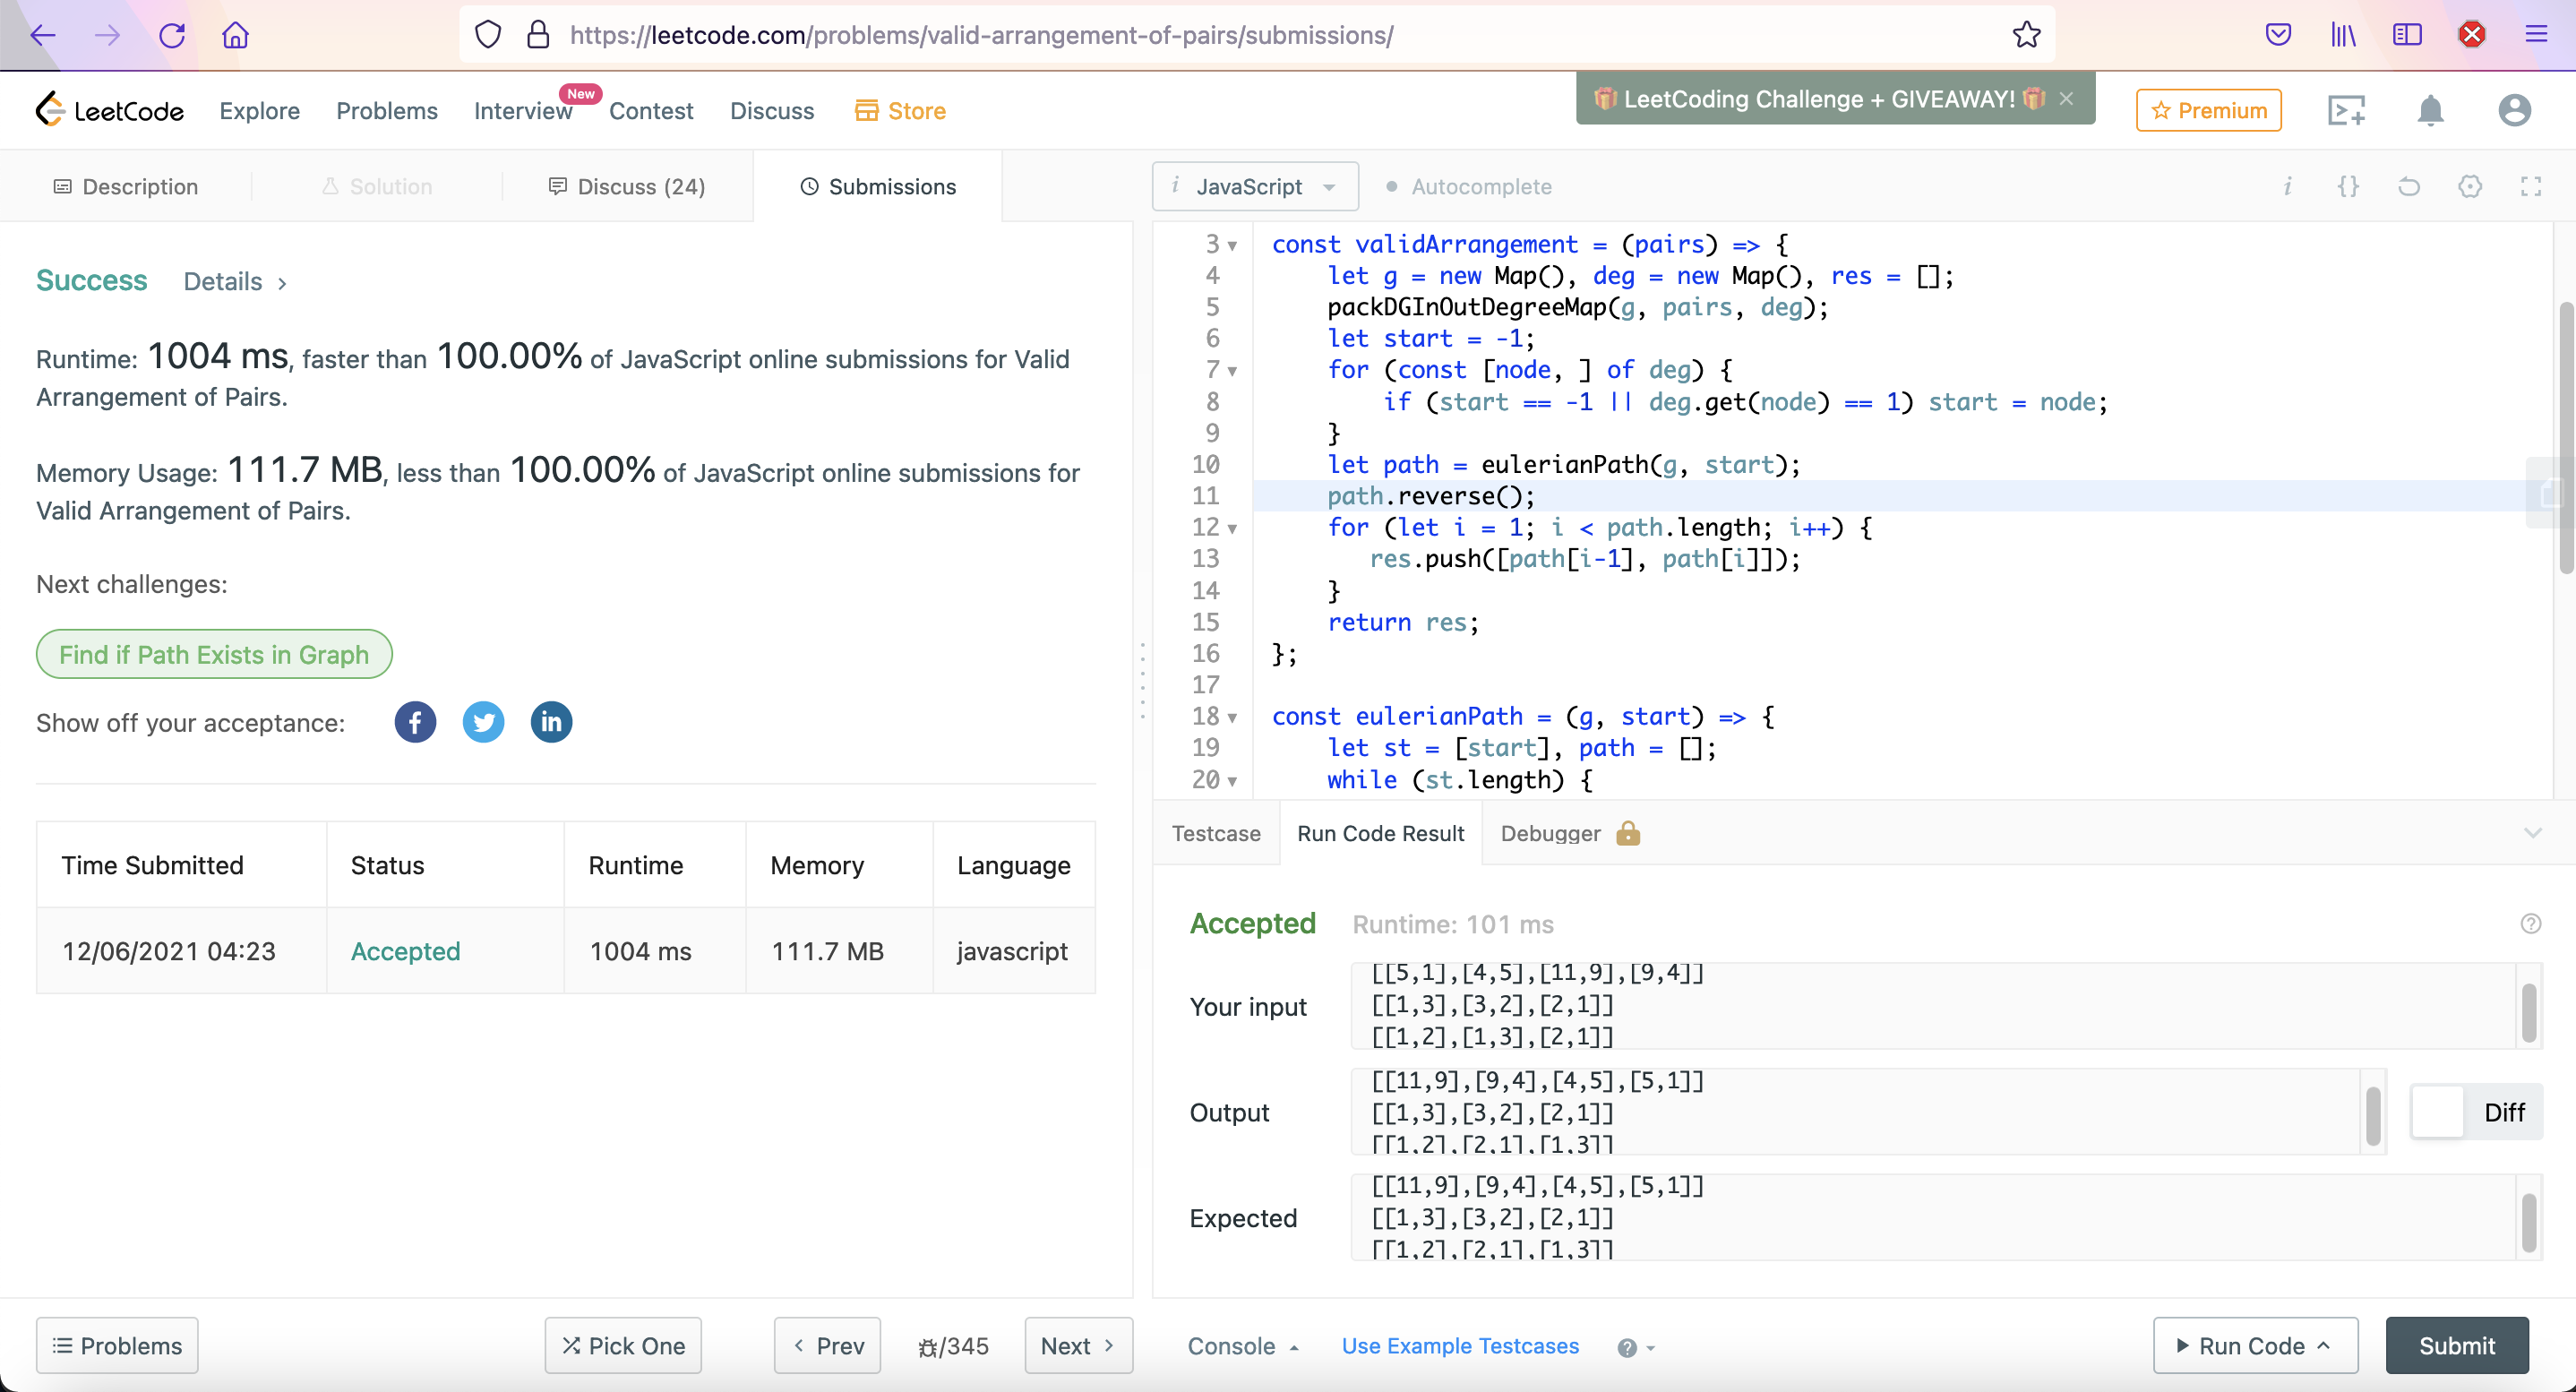 https://leetcode.com/problems/valid-arrangement-of-pairs/submissions/
LeetCode
Explore
Problems
Interview
New
Contest
Discuss
Store
🎁 LeetCoding Challenge + GIVEAWAY! 🎁 ×
Premium
Description
Solution
Discuss (24)
Submissions
Success
Details >
Runtime: 1004 ms, faster than 100.00% of JavaScript online submissions for Valid
Arrangement of Pairs.
Memory Usage: 111.7 MB, less than 100.00% of JavaScript online submissions for
Valid Arrangement of Pairs.
Next challenges:
Find if Path Exists in Graph
Show off your acceptance:
Time Submitted Status Runtime Memory Language
12/06/2021 04:23 Accepted 1004 ms 111.7 MB javascript
Problems
Pick One
< Prev
/345
Next >
i JavaScript
Autocomplete
3 const validArrangement = (pairs) => {
4     let g = new Map(), deg = new Map(), res = [];
5     packDGInOutDegreeMap(g, pairs, deg);
6     let start = -1;
7     for (const [node, ] of deg) {
8         if (start == -1 || deg.get(node) == 1) start = node;
9     }
10     let path = eulerianPath(g, start);
11     path.reverse();
12     for (let i = 1; i < path.length; i++) {
13        res.push([path[i-1], path[i]]);
14     }
15     return res;
16 };
17
18 const eulerianPath = (g, start) => {
19     let st = [start], path = [];
20     while (st.length) {
Testcase
Run Code Result
Debugger
Accepted
Runtime: 101 ms
Your input
[[5,1],[4,5],[11,9],[9,4]]
[[1,3],[3,2],[2,1]]
[[1,2],[1,3],[2,1]]
Output
[[11,9],[9,4],[4,5],[5,1]]
[[1,3],[3,2],[2,1]]
[[1,2],[2,1],[1,3]]
Diff
Expected
[[11,9],[9,4],[4,5],[5,1]]
[[1,3],[3,2],[2,1]]
[[1,2],[2,1],[1,3]]
Console
Use Example Testcases
Run Code
Submit